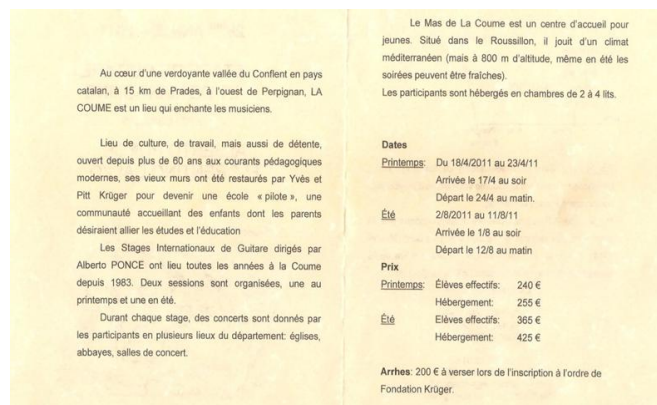 Au cœur d'une verdoyante vallée du Conflent en pays
catalan, à 15 km de Prades, à l'ouest de Perpignan, LA
COUME est un lieu qui enchante les musiciens.
Lieu de culture, de travail, mais aussi de détente,
ouvert depuis plus de 60 ans aux courants pédagogiques
modernes, ses vieux murs ont été restaurés par Yvès et
Pitt Krüger pour devenir une école « pilote », une
communauté accueillant des enfants dont les parents
désiraient allier les études et l'éducation
Les Stages Internationaux de Guitare dirigés par
Alberto PONCE ont lieu toutes les années à la Coume
depuis 1983. Deux sessions sont organisées, une au
printemps et une en été.
Durant chaque stage, des concerts sont donnés par
les participants en plusieurs lieux du département: églises,
abbayes, salles de concert.
Le Mas de La Coume est un centre d'accueil pour
jeunes. Situé dans le Roussillon, il jouit d'un climat
méditerranéen (mais à 800 m d'altitude, même en été les
soirées peuvent être fraîches).
Les participants sont hébergés en chambres de 2 à 4 lits.
Dates
Printemps: Du 18/4/2011 au 23/4/11
Arrivée le 17/4 au soir
Départ le 24/4 au matin.
Été 2/8/2011 au 11/8/11
Arrivée le 1/8 au soir
Départ le 12/8 au matin
Prix
Printemps: Élèves effectifs: 240 €
Hébergement: 255 €
Été Elèves effectifs: 365 €
Hébergement: 425 €
Arrhes: 200 € à verser lors de l'inscription à l'ordre de
Fondation Krüger.